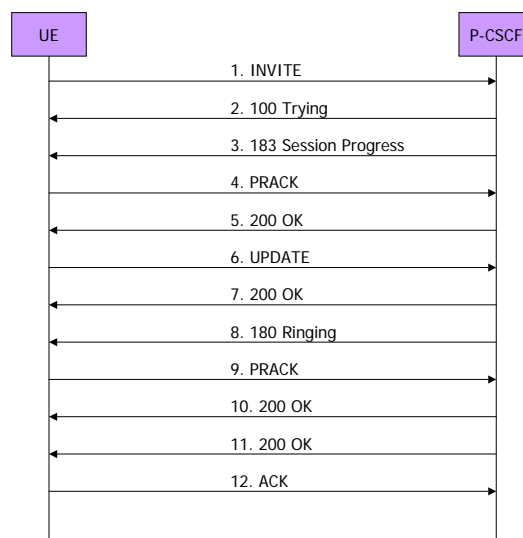 UE
P-CSCF
1. INVITE
2. 100 Trying
3. 183 Session Progress
4. PRACK
5. 200 OK
6. UPDATE
7. 200 OK
8. 180 Ringing
9. PRACK
10. 200 OK
11. 200 OK
12. ACK